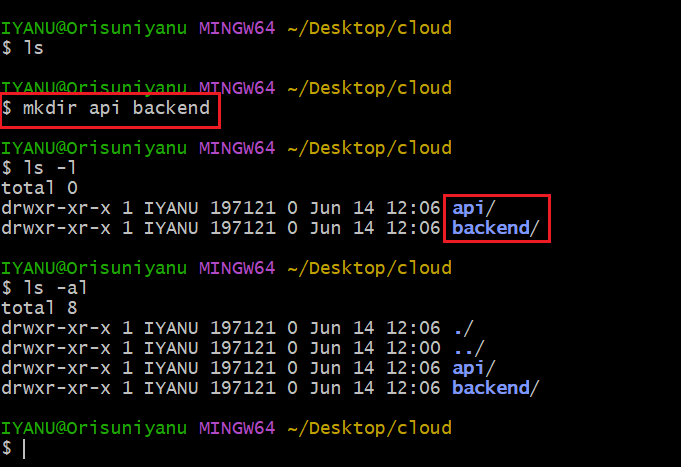 IYANU@Orisuniyanu MINGW64 ~/Desktop/cloud
$ ls
IYANU@Orisuniyanu MINGW64 ~/Desktop/cloud
$ mkdir api backend
IYANU@Orisuniyanu MINGW64 ~/Desktop/cloud
$ ls -l
total 0
drwxr-xr-x 1 IYANU 197121 0 Jun 14 12:06 api/
drwxr-xr-x 1 IYANU 197121 0 Jun 14 12:06 backend/
IYANU@Orisuniyanu MINGW64 ~/Desktop/cloud
$ ls -al
total 8
drwxr-xr-x 1 IYANU 197121 0 Jun 14 12:06 ./
drwxr-xr-x 1 IYANU 197121 0 Jun 14 12:00 ../
drwxr-xr-x 1 IYANU 197121 0 Jun 14 12:06 api/
drwxr-xr-x 1 IYANU 197121 0 Jun 14 12:06 backend/
IYANU@Orisuniyanu MINGW64 ~/Desktop/cloud
$